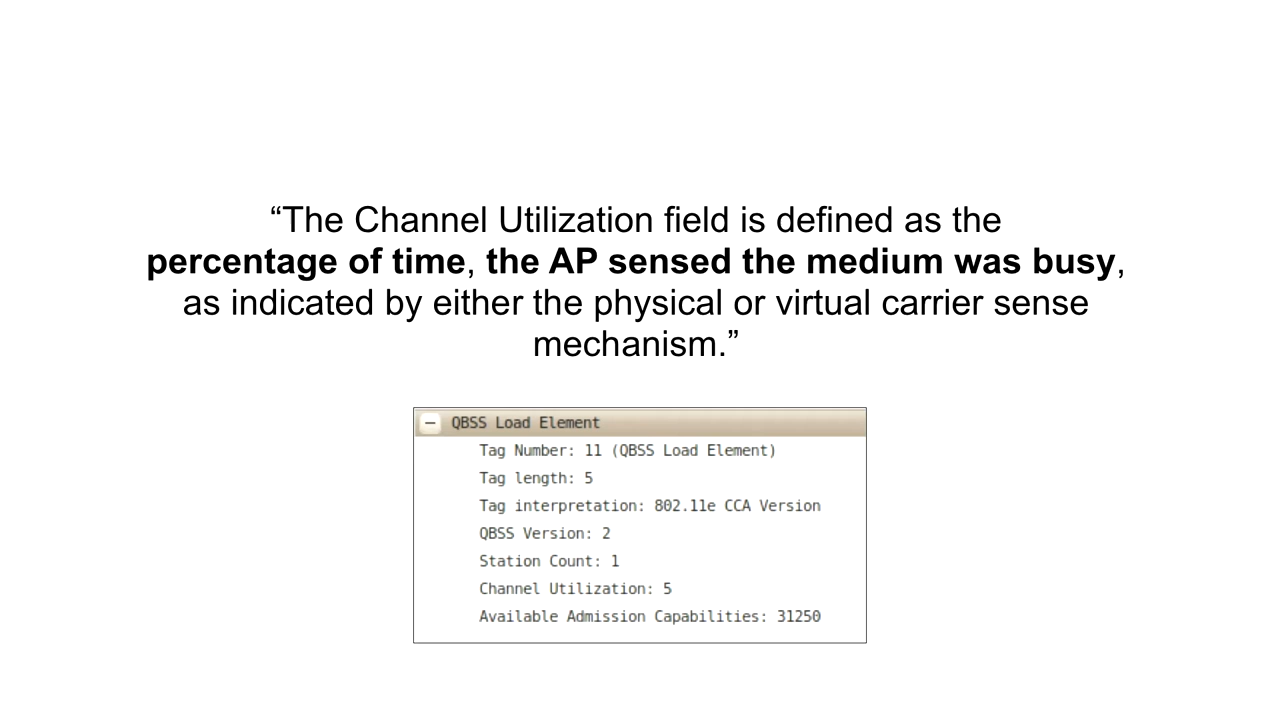 “The Channel Utilization field is defined as the
percentage of time, the AP sensed the medium was busy,
as indicated by either the physical or virtual carrier sense
mechanism.”
− QBSS Load Element
Tag Number: 11 (QBSS Load Element)
Tag length: 5
Tag interpretation: 802.11e CCA Version
QBSS Version: 2
Station Count: 1
Channel Utilization: 5
Available Admission Capabilities: 31250